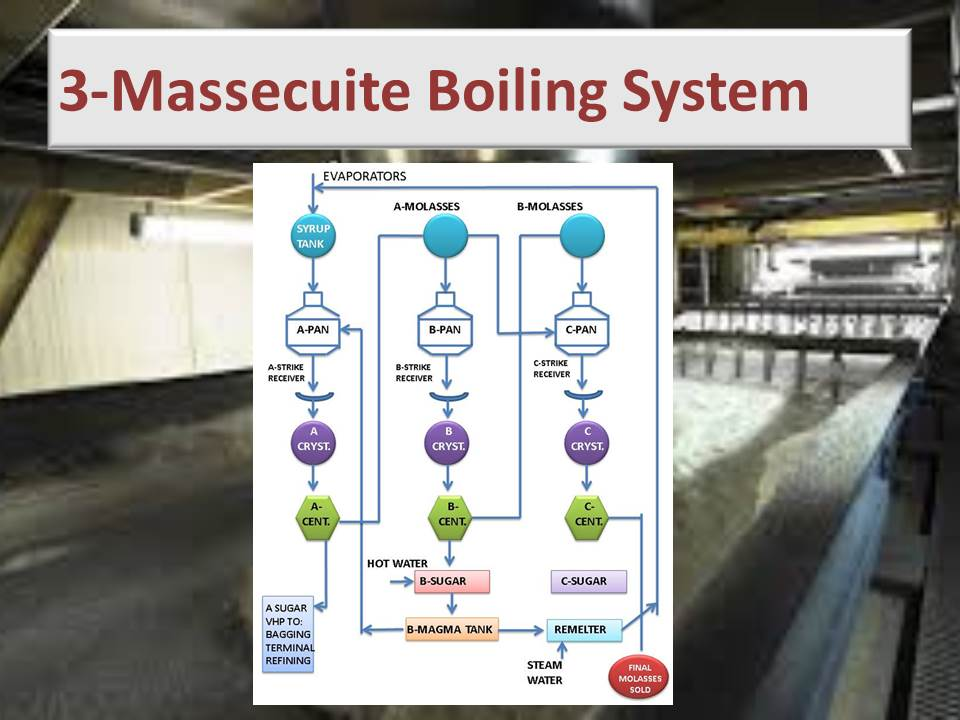 3-Massecuite Boiling System
EVAPORATORS
A-MOLASSES
B-MOLASSES
SYRUP
TANK
A-PAN
B-PAN
C-PAN
A-STRIKE
RECEIVER
B-STRIKE
RECEIVER
C-STRIKE
RECEIVER
A
CRYST.
B
CRYST.
C
CRYST.
A-
CENT.
B-
CENT.
C-
CENT.
HOT WATER
B-SUGAR
C-SUGAR
A SUGAR
VHP TO:
BAGGING
TERMINAL
REFINING
B-MAGMA TANK
REMELTER
STEAM
WATER
FINAL
MOLASSES
SOLD